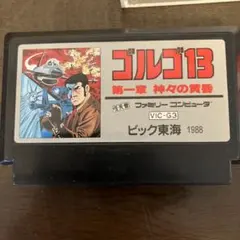 ゴルゴ13
第一章 神々の黄昏
ファミリー コンピュータ
VIC-G3
ビック東海 1988